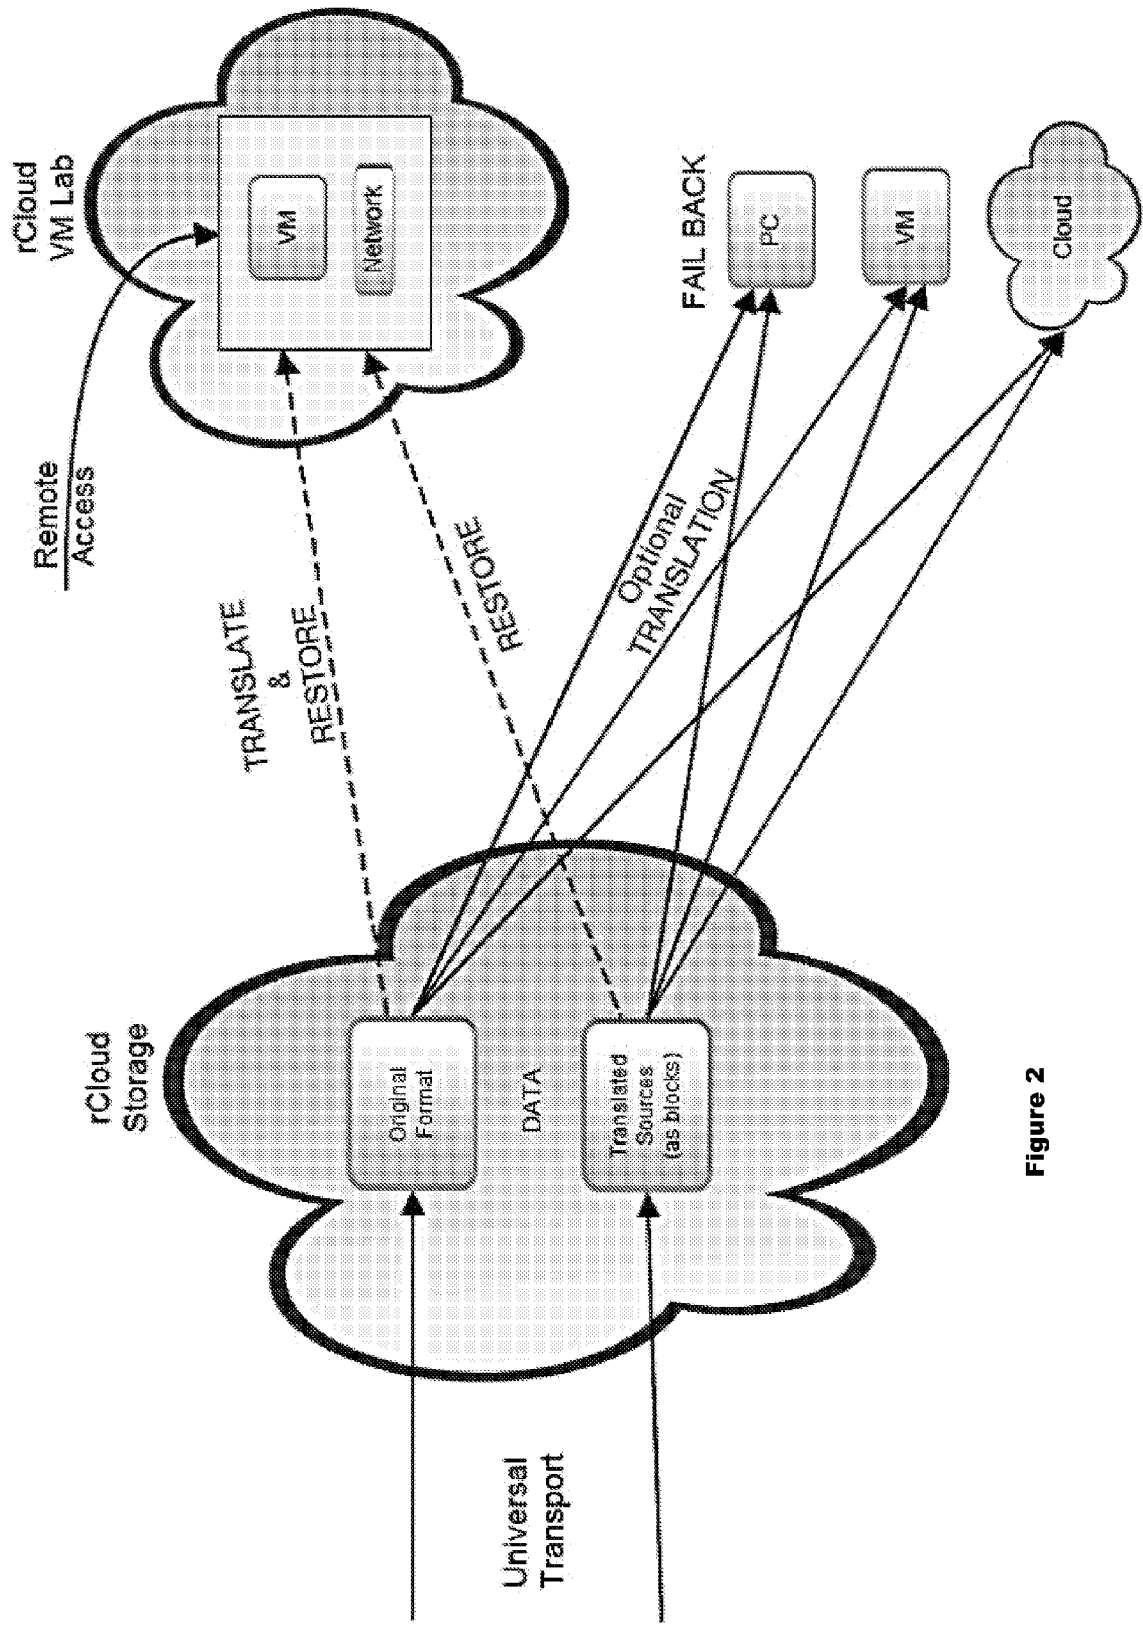 rCloud
VM Lab
Remote
Access
VM
Network
TRANSLATE
&
RESTORE
RESTORE
rCloud
Storage
Original
Format
DATA
Translated
Sources
(as blocks)
Universal
Transport
Optional
TRANSLATION
FAIL BACK
PC
VM
Cloud
Figure 2